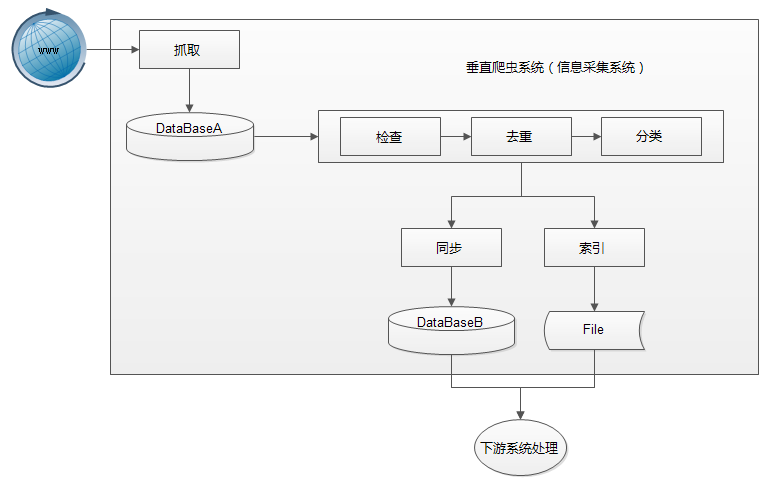 www
抓取
垂直爬虫系统（信息采集系统）
DataBaseA
检查
去重
分类
同步
索引
DataBaseB
File
下游系统处理